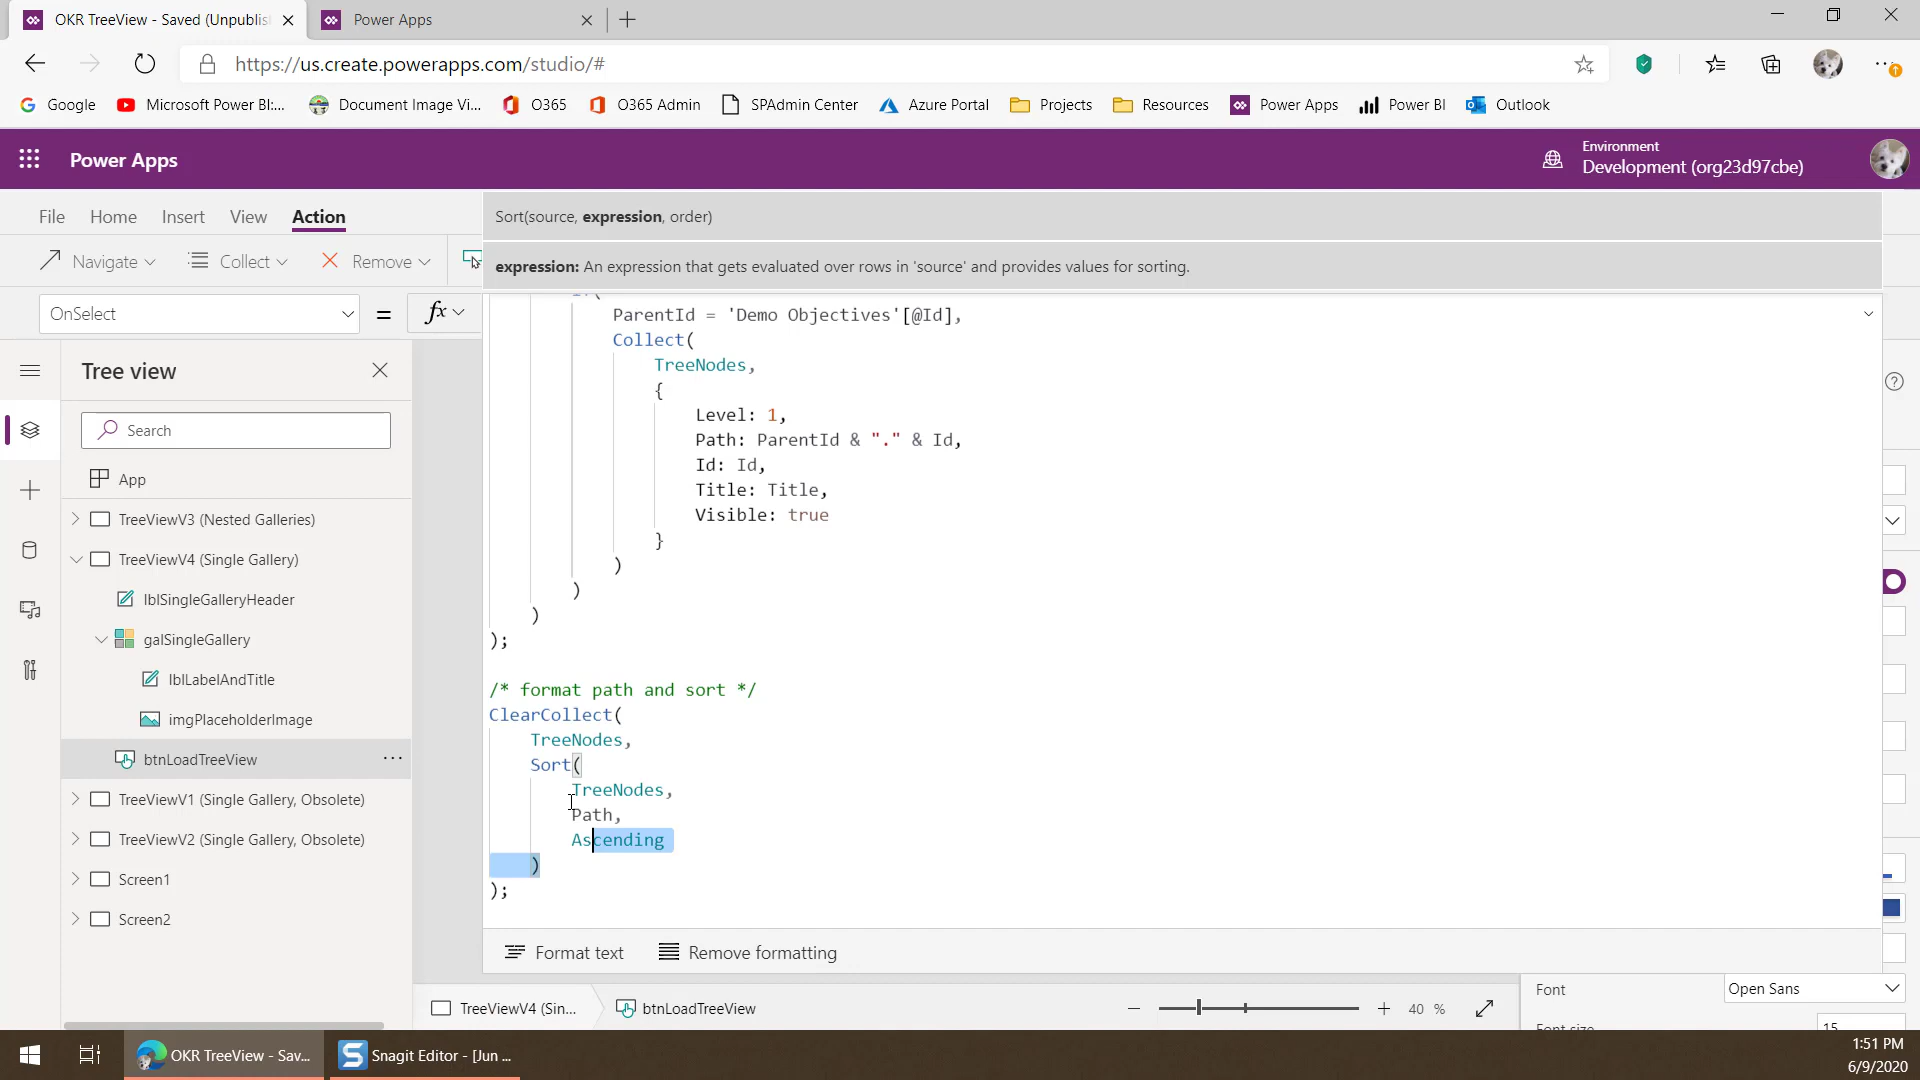 OKR TreeView - Saved (Unpublis
Power Apps
https://us.create.powerapps.com/studio/#
Google
Microsoft Power BI:...
Document Image Vi...
O365
O365 Admin
SPAdmin Center
Azure Portal
Projects
Resources
Power Apps
Power BI
Outlook
Power Apps
Environment
Development (org23d97cbe)
File
Home
Insert
View
Action
Sort(source, expression, order)
Navigate
Collect
Remove
expression: An expression that gets evaluated over rows in 'source' and provides values for sorting.
OnSelect
=
fx
ParentId = 'Demo Objectives'[@Id],
Collect(
TreeNodes,
{
Level: 1,
Path: ParentId & "." & Id,
Id: Id,
Title: Title,
Visible: true
}
)
)
)
);
/* format path and sort */
ClearCollect(
TreeNodes,
Sort(
TreeNodes,
Path,
Ascending
)
);
Format text
Remove formatting
Tree view
Search
App
TreeViewV3 (Nested Galleries)
TreeViewV4 (Single Gallery)
lblSingleGalleryHeader
galSingleGallery
lblLabelAndTitle
imgPlaceholderImage
btnLoadTreeView
TreeViewV1 (Single Gallery, Obsolete)
TreeViewV2 (Single Gallery, Obsolete)
Screen1
Screen2
TreeViewV4 (Sin...
btnLoadTreeView
40 %
Font
Open Sans
Font size
15
OKR TreeView - Sav...
Snagit Editor - [Jun ...
1:51 PM
6/9/2020